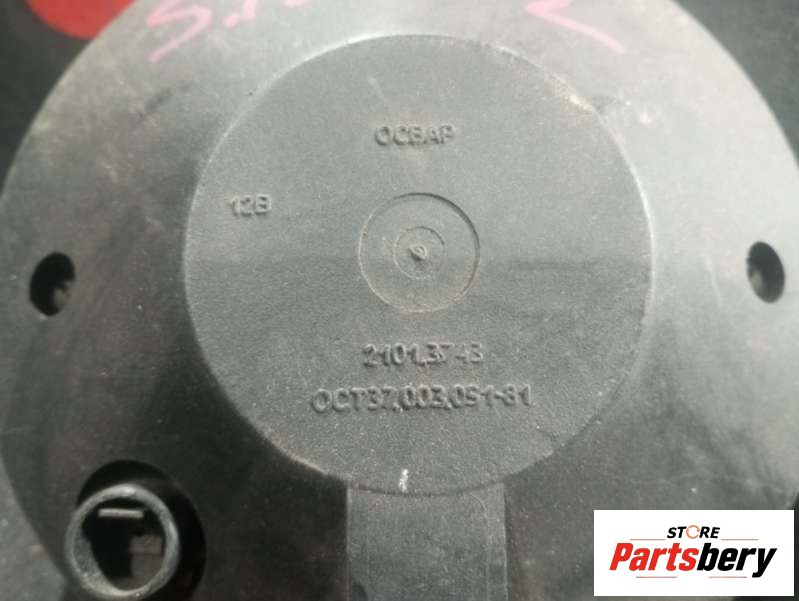 ОСВАР
12В
2101.3743
ОСТ37.003.051-81
STORE
Partsbery